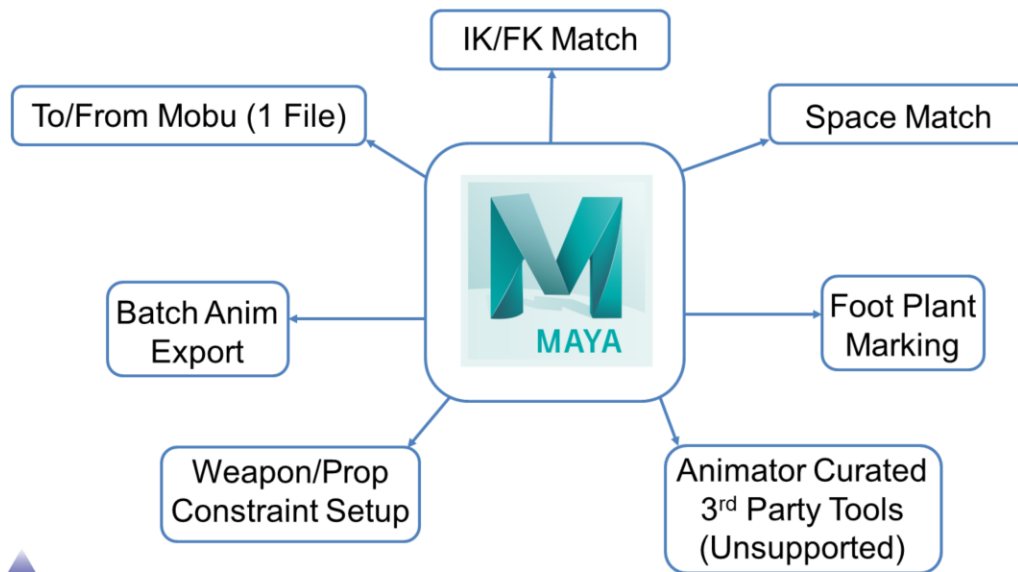 IK/FK Match
To/From Mobu (1 File)
Space Match
MAYA
Batch Anim
Export
Foot Plant
Marking
Weapon/Prop
Constraint Setup
Animator Curated
3rd Party Tools
(Unsupported)